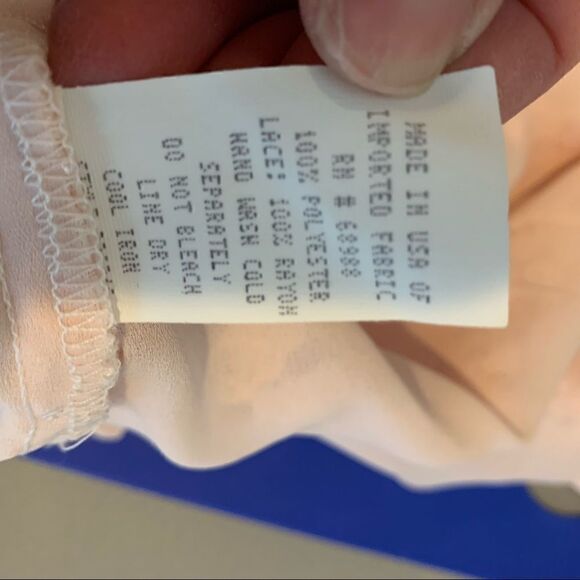 MADE IN USA OF
IMPORTED FABRIC
RN # 68988
100% POLYESTER
LACE: 100% RAYON
HAND WASH COLD
SEPARATELY
DO NOT BLEACH
LINE DRY
COOL IRON